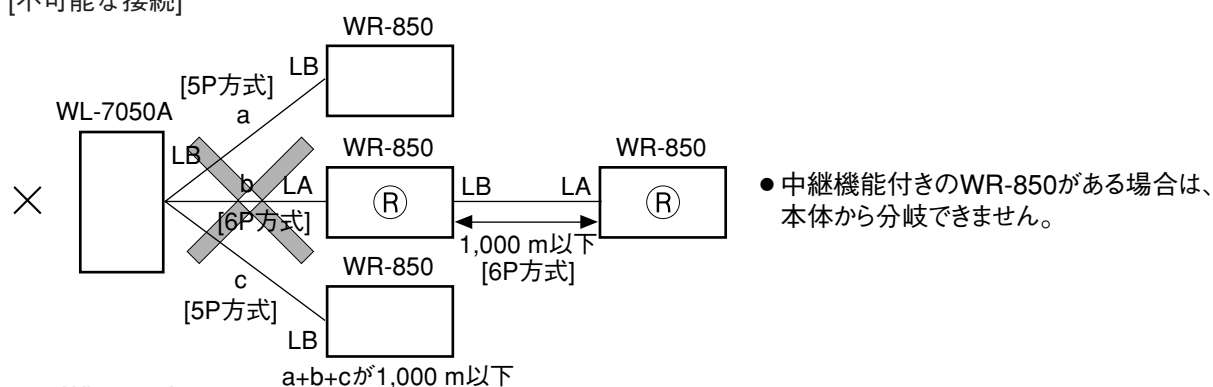 [不可能な接続]
WR-850
LB
[5P方式]
a
WL-7050A
LB
WR-850
WR-850
b
LA
R
LB
LA
R
[6P方式]
1,000 m以下
[6P方式]
● 中継機能付きのWR-850がある場合は、
本体から分岐できません。
×
WR-850
c
[5P方式]
LB
a+b+cが1,000 m以下